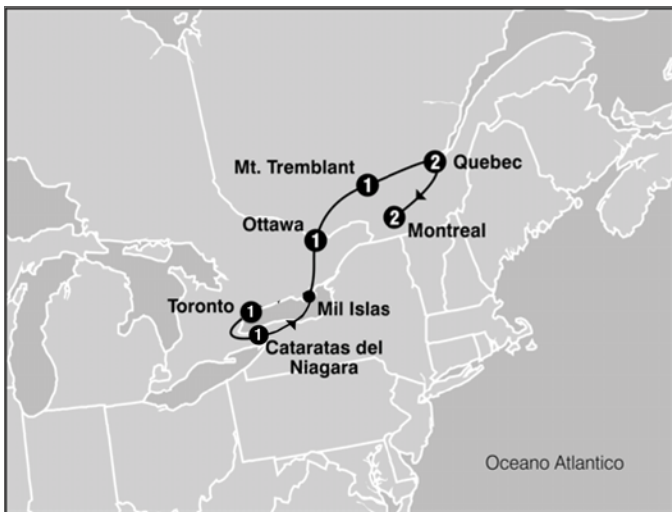 Mt. Tremblant
1
2
Quebec
Ottawa
1
2
Montreal
Toronto
1
Mil Islas
1
Cataratas del
Niagara
Oceano Atlantico